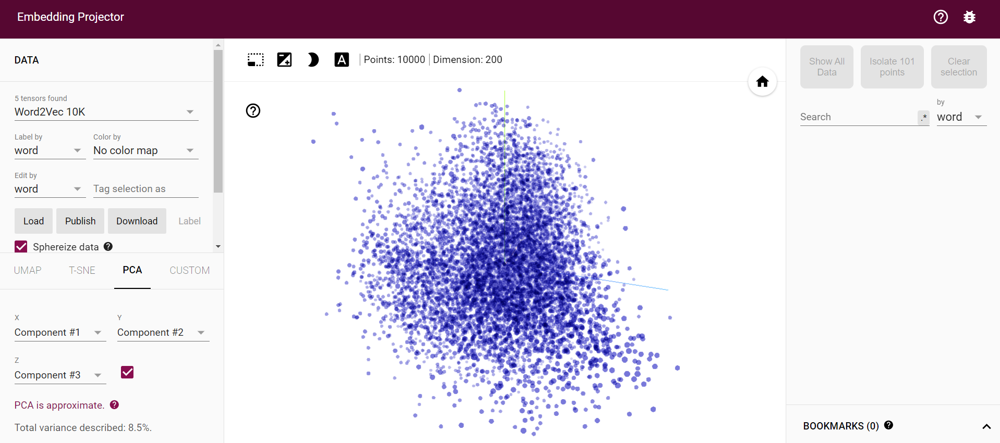 Embedding Projector
DATA
5 tensors found
Word2Vec 10K
Label by
Color by
word
No color map
Edit by
word
Tag selection as
Load
Publish
Download
Label
Sphereize data
UMAP
T-SNE
PCA
CUSTOM
X
Y
Component #1
Component #2
Z
Component #3
PCA is approximate.
Total variance described: 8.5%.
A
Points: 10000
Dimension: 200
Show All
Data
Isolate 101
points
Clear
selection
by
Search
.*
word
BOOKMARKS (0)